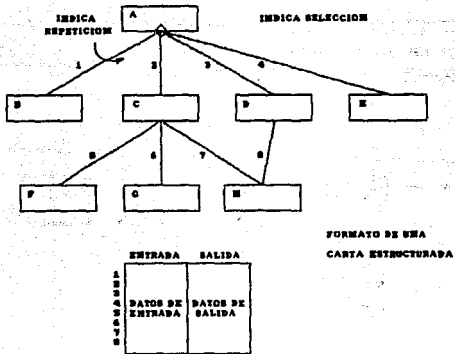 A
INDICA
REPETICION
INDICA SELECCION
1 2 3 4
B C D E
5 6 7 8
F G H
FORMATO DE UNA
CARTA ESTRUCTURADA
ENTRADA SALIDA
1
2
3
4 DATOS DE DATOS DE
5 ENTRADA SALIDA
6
7
8